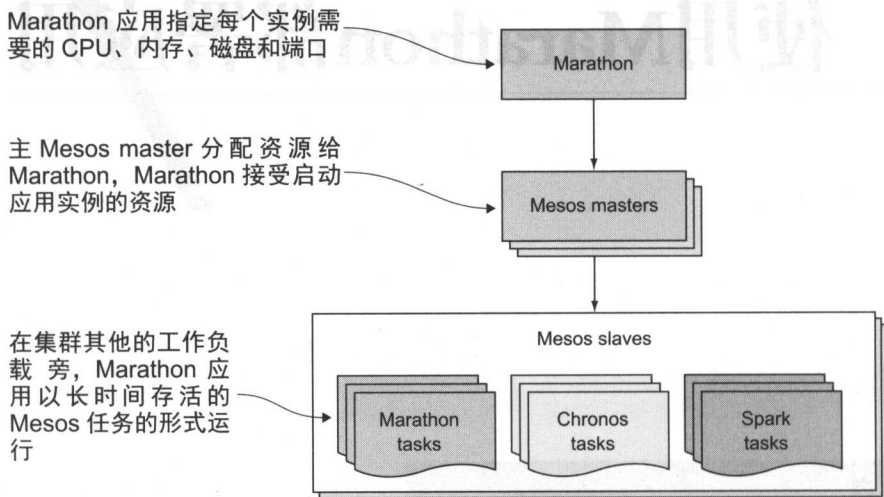 Marathon 应用指定每个实例需
要的 CPU、内存、磁盘和端口
Marathon
主 Mesos master 分配资源给
Marathon，Marathon 接受启动
应用实例的资源
Mesos masters
在集群其他的工作负
载 旁，Marathon 应
用以长时间存活的
Mesos 任务的形式运
行
Mesos slaves
Marathon
tasks
Chronos
tasks
Spark
tasks